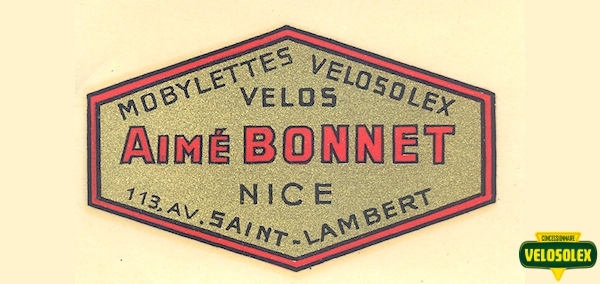 MOBYLETTES VELOSOLEX
VELOS
AIMÉ BONNET
NICE
113, AV. SAINT-LAMBERT
CONCESSIONNAIRE
VELOSOLEX